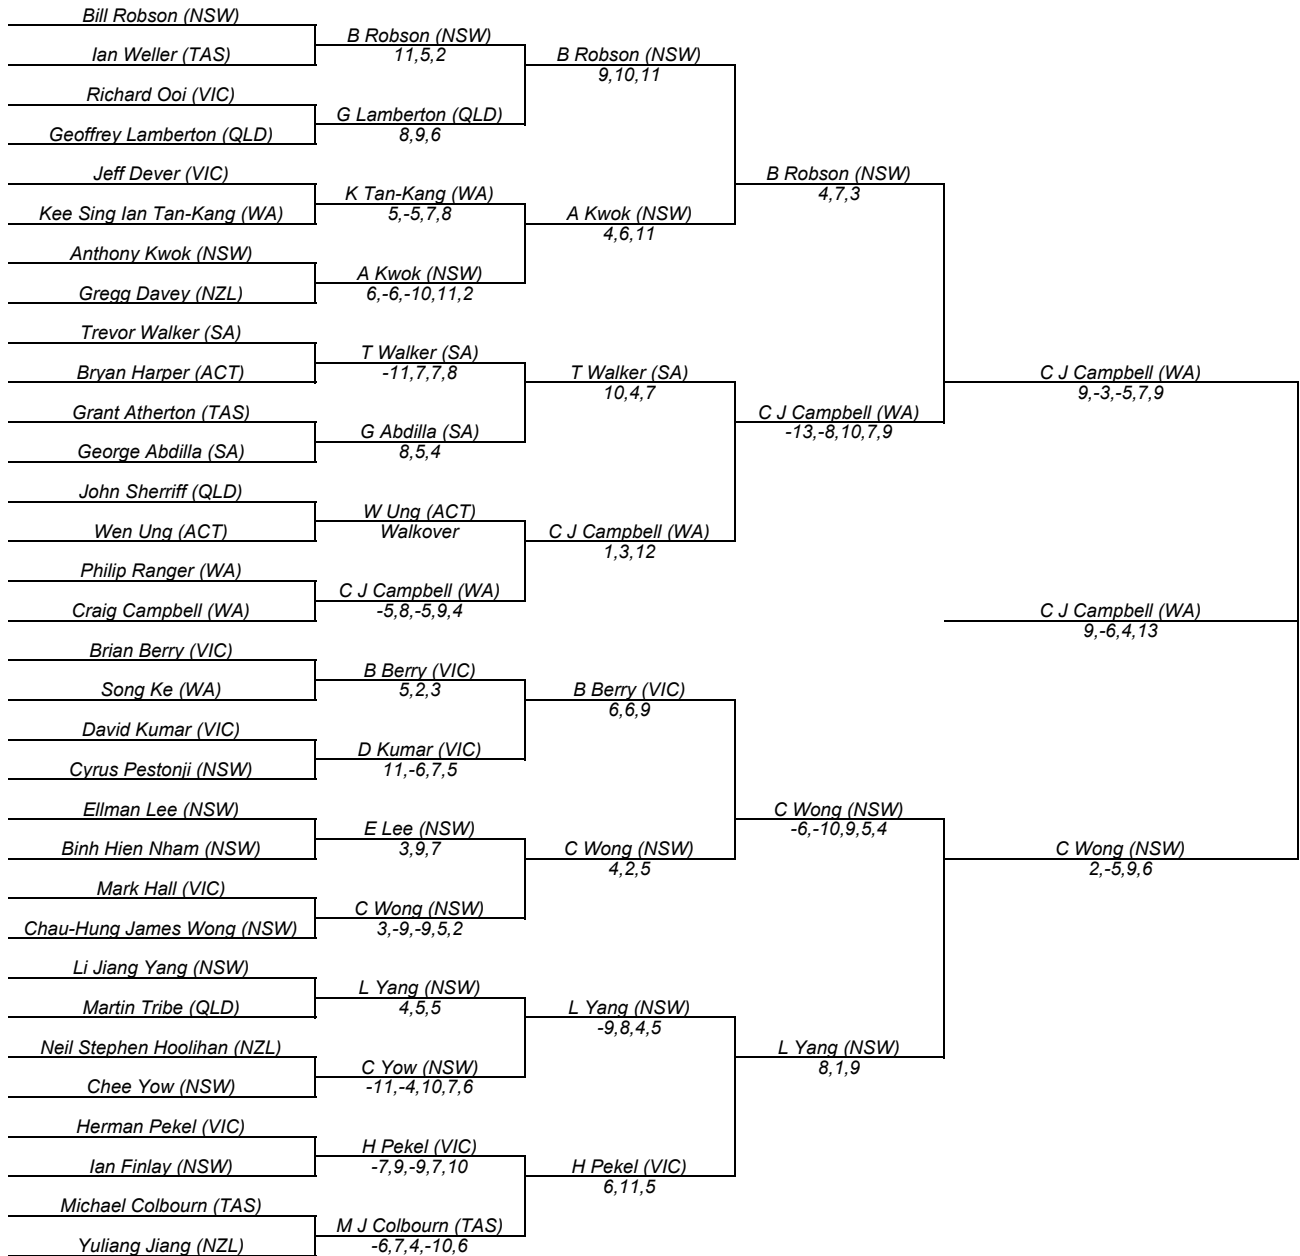 Bill Robson (NSW)
Ian Weller (TAS)
Richard Ooi (VIC)
Geoffrey Lamberton (QLD)
Jeff Dever (VIC)
Kee Sing Ian Tan-Kang (WA)
Anthony Kwok (NSW)
Gregg Davey (NZL)
Trevor Walker (SA)
Bryan Harper (ACT)
Grant Atherton (TAS)
George Abdilla (SA)
John Sherriff (QLD)
Wen Ung (ACT)
Philip Ranger (WA)
Craig Campbell (WA)
Brian Berry (VIC)
Song Ke (WA)
David Kumar (VIC)
Cyrus Pestonji (NSW)
Ellman Lee (NSW)
Binh Hien Nham (NSW)
Mark Hall (VIC)
Chau-Hung James Wong (NSW)
Li Jiang Yang (NSW)
Martin Tribe (QLD)
Neil Stephen Hoolihan (NZL)
Chee Yow (NSW)
Herman Pekel (VIC)
Ian Finlay (NSW)
Michael Colbourn (TAS)
Yuliang Jiang (NZL)
B Robson (NSW)
11,5,2
G Lamberton (QLD)
8,9,6
K Tan-Kang (WA)
5,-5,7,8
A Kwok (NSW)
6,-6,-10,11,2
T Walker (SA)
-11,7,7,8
G Abdilla (SA)
8,5,4
W Ung (ACT)
Walkover
C J Campbell (WA)
-5,8,-5,9,4
B Berry (VIC)
5,2,3
D Kumar (VIC)
11,-6,7,5
E Lee (NSW)
3,9,7
C Wong (NSW)
3,-9,-9,5,2
L Yang (NSW)
4,5,5
C Yow (NSW)
-11,-4,10,7,6
H Pekel (VIC)
-7,9,-9,7,10
M J Colbourn (TAS)
-6,7,4,-10,6
B Robson (NSW)
9,10,11
A Kwok (NSW)
4,6,11
T Walker (SA)
10,4,7
C J Campbell (WA)
1,3,12
B Berry (VIC)
6,6,9
C Wong (NSW)
4,2,5
L Yang (NSW)
-9,8,4,5
H Pekel (VIC)
6,11,5
B Robson (NSW)
4,7,3
C J Campbell (WA)
-13,-8,10,7,9
C Wong (NSW)
-6,-10,9,5,4
L Yang (NSW)
8,1,9
C J Campbell (WA)
9,-3,-5,7,9
C J Campbell (WA)
9,-6,4,13
C Wong (NSW)
2,-5,9,6